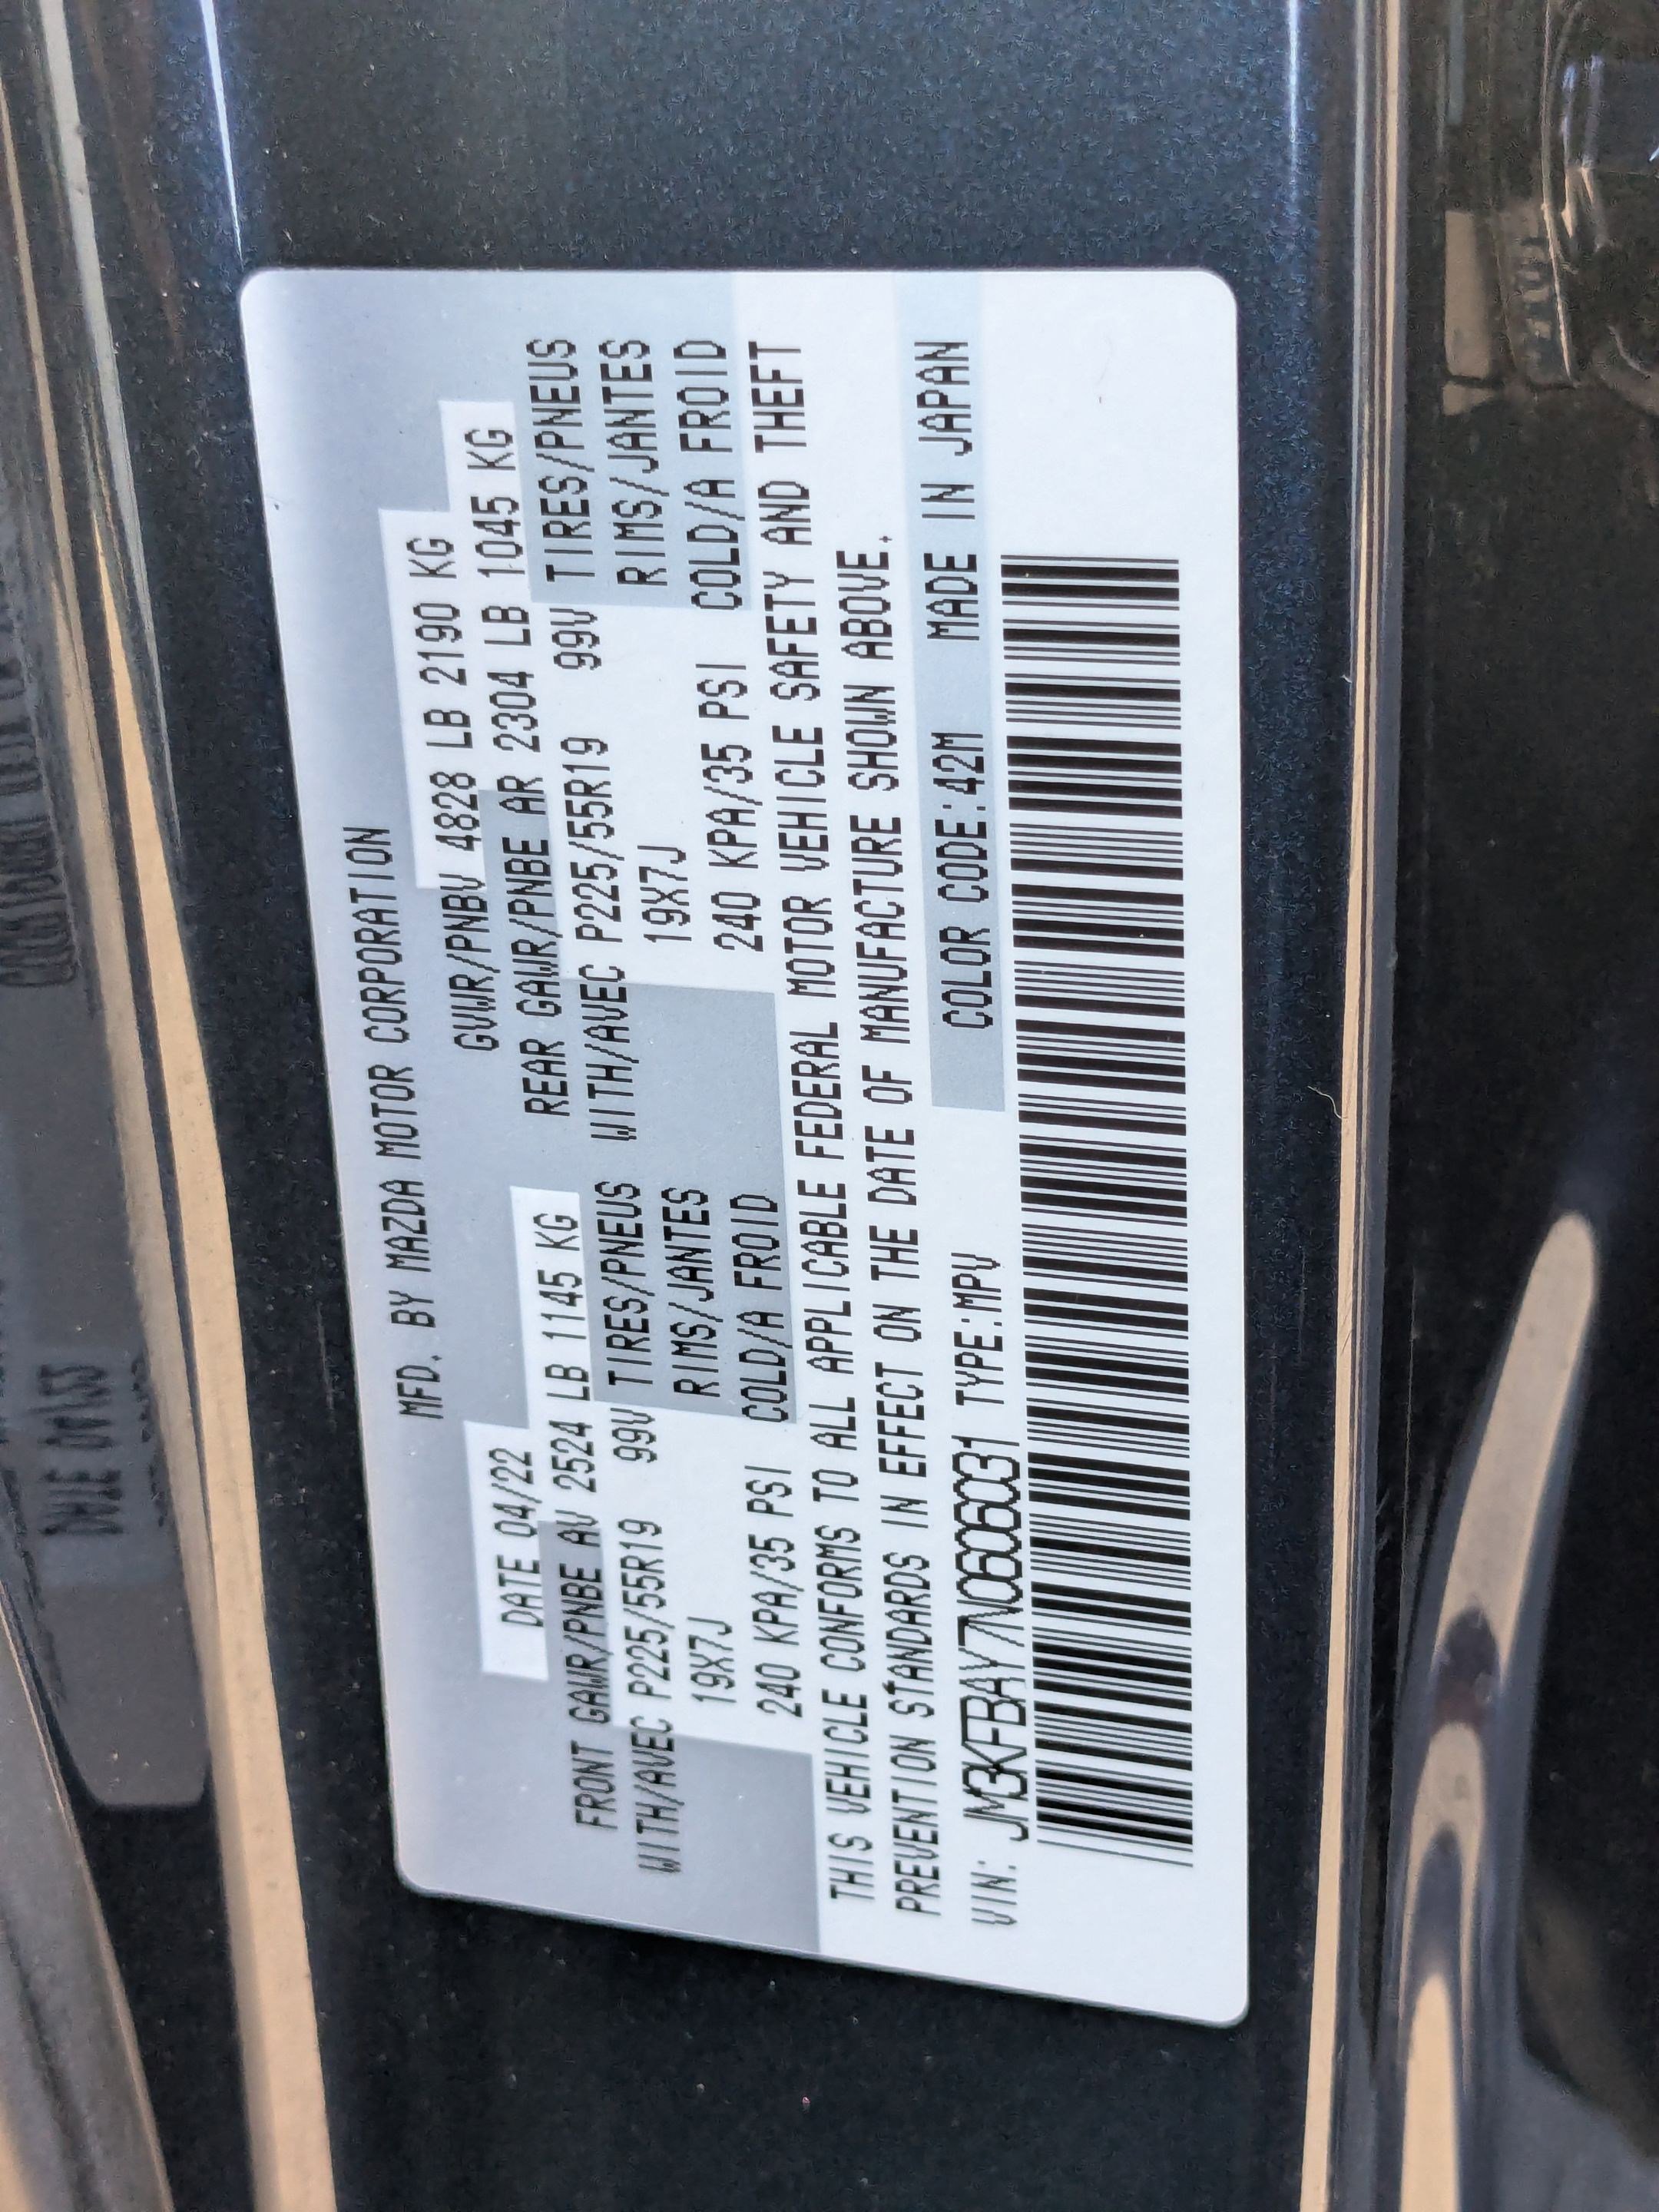 MFD. BY MAZDA MOTOR CORPORATION
DATE 04/22 GVWR/PNBV 4828 LB 2190 KG
FRONT GAWR/PNBE AV 2524 LB 1145 KG REAR GAWR/PNBE AR 2304 LB 1045 KG
WITH/AVEC P225/55R19 99V TIRES/PNEUS WITH/AVEC P225/55R19 99V TIRES/PNEUS
19X7J RIMS/JANTES 19X7J RIMS/JANTES
240 KPA/35 PSI COLD/A FROID 240 KPA/35 PSI COLD/A FROID
THIS VEHICLE CONFORMS TO ALL APPLICABLE FEDERAL MOTOR VEHICLE SAFETY AND THEFT
PREVENTION STANDARDS IN EFFECT ON THE DATE OF MANUFACTURE SHOWN ABOVE.
VIN: JM3KFBAY7N0606031 TYPE:MPV COLOR CODE:42M MADE IN JAPAN